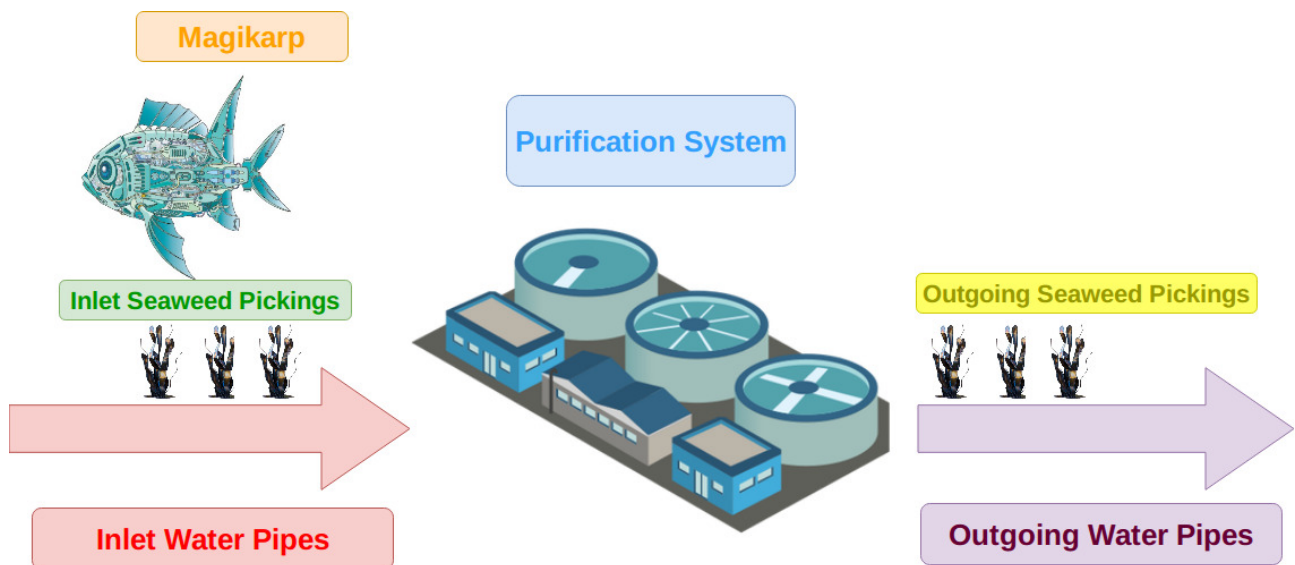 Magikarp
Purification System
Inlet Seaweed Pickings
Outgoing Seaweed Pickings
Inlet Water Pipes
Outgoing Water Pipes